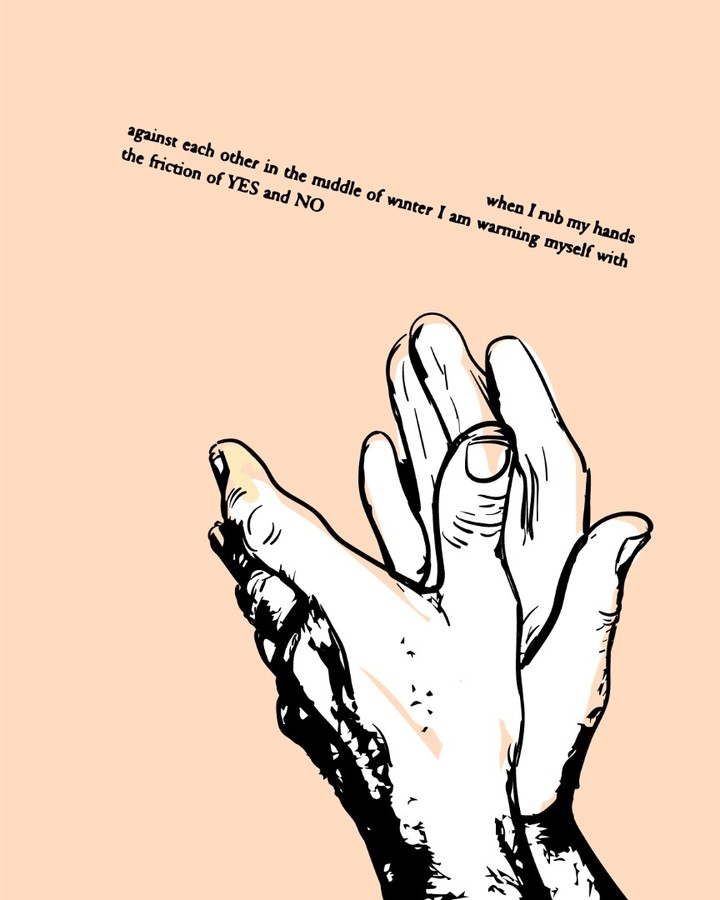 when I rub my hands
against each other in the middle of winter I am warming myself with
the friction of YES and NO